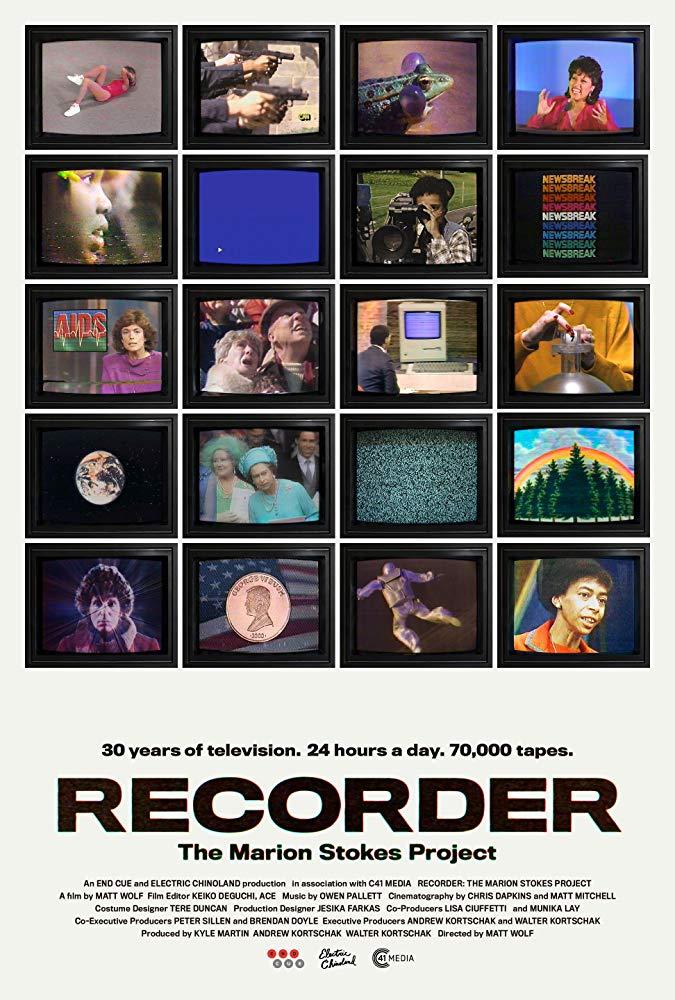 CNN
NEWSBREAK
NEWSBREAK
NEWSBREAK
NEWSBREAK
NEWSBREAK
NEWSBREAK
NEWSBREAK
NEWSBREAK
AIDS
GEORGE W BUSH
·2000·
30 years of television. 24 hours a day. 70,000 tapes.
RECORDER
The Marion Stokes Project
An END CUE and ELECTRIC CHINOLAND production in association with C41 MEDIA RECORDER: THE MARION STOKES PROJECT
A film by MATT WOLF Film Editor KEIKO DEGUCHI, ACE Music by OWEN PALLETT Cinematography by CHRIS DAPKINS and MATT MITCHELL
Costume Designer TERE DUNCAN Production Designer JESIKA FARKAS Co-Producers LISA CIUFFETTI and MUNIKA LAY
Co-Executive Producers PETER SILLEN and BRENDAN DOYLE Executive Producers ANDREW KORTSCHAK and WALTER KORTSCHAK
Produced by KYLE MARTIN ANDREW KORTSCHAK WALTER KORTSCHAK Directed by MATT WOLF
END CUE Electric Chinoland C41 MEDIA